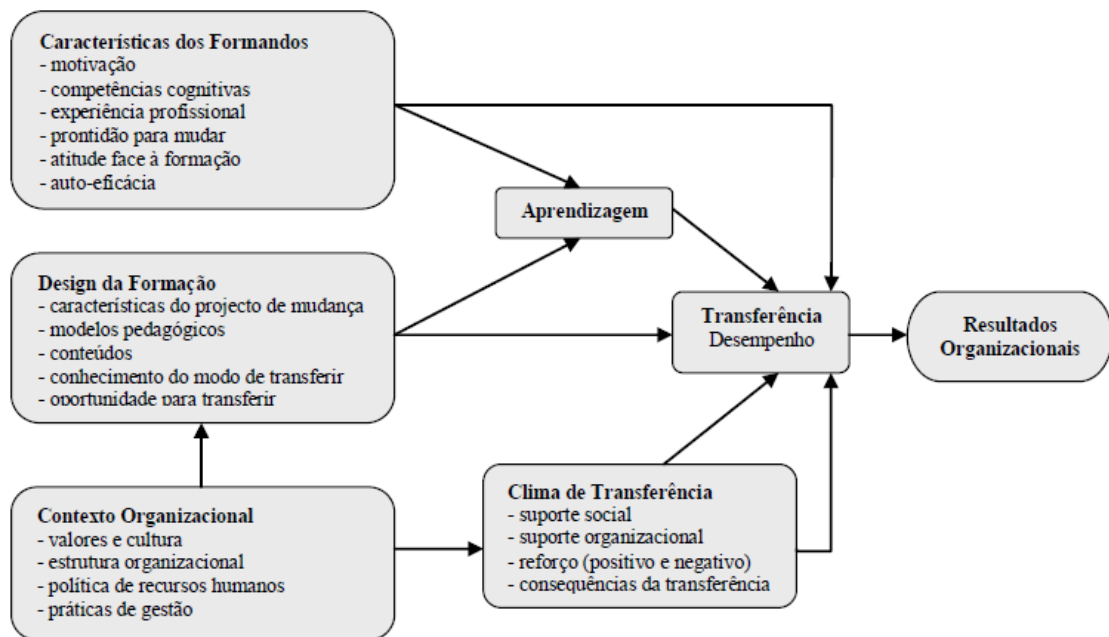 Características dos Formandos
- motivação
- competências cognitivas
- experiência profissional
- prontidão para mudar
- atitude face à formação
- auto-eficácia
Aprendizagem
Design da Formação
- características do projecto de mudança
- modelos pedagógicos
- conteúdos
- conhecimento do modo de transferir
- oportunidade para transferir
Transferência
Desempenho
Resultados
Organizacionais
Contexto Organizacional
- valores e cultura
- estrutura organizacional
- política de recursos humanos
- práticas de gestão
Clima de Transferência
- suporte social
- suporte organizacional
- reforço (positivo e negativo)
- consequências da transferência